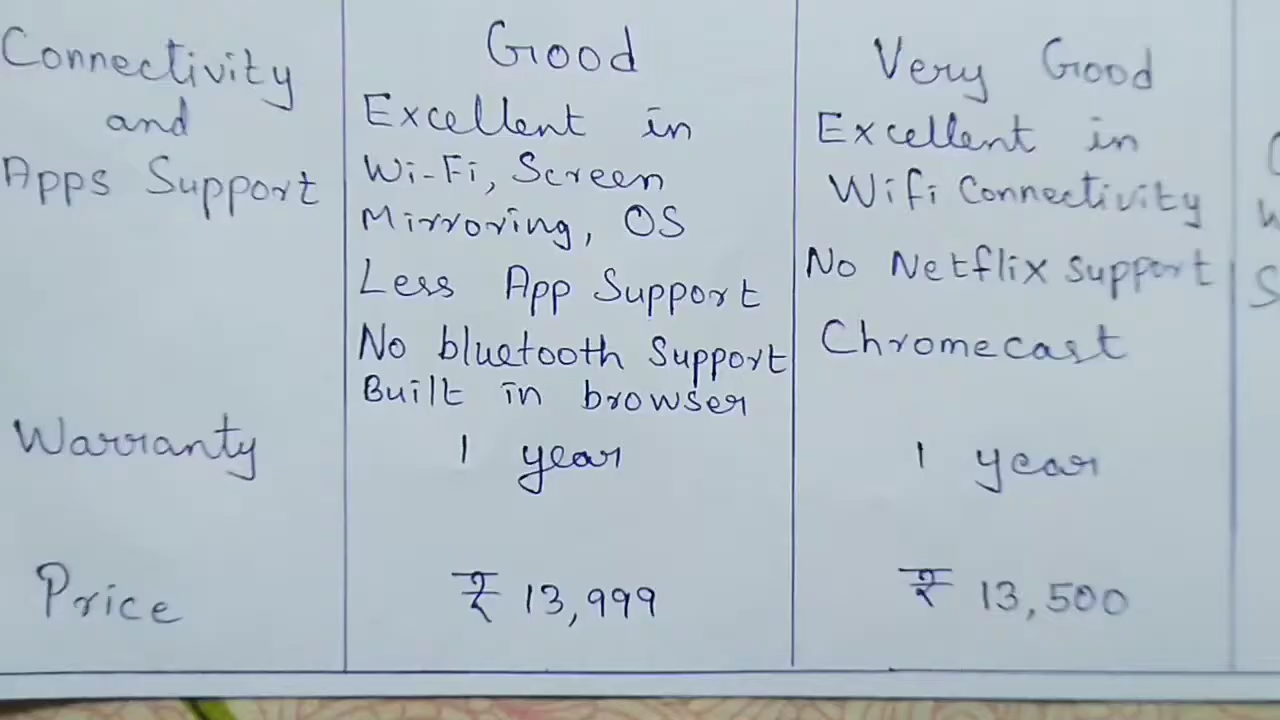 Connectivity
and
Apps Support
Good
Excellent in
Wi-Fi, Screen
Mirroring, OS
Less App Support
No bluetooth Support
Built in browser
Very Good
Excellent in
Wifi Connectivity
No Netflix support
Chromecast
Warranty
1 year
1 year
Price
₹ 13,999
₹ 13,500